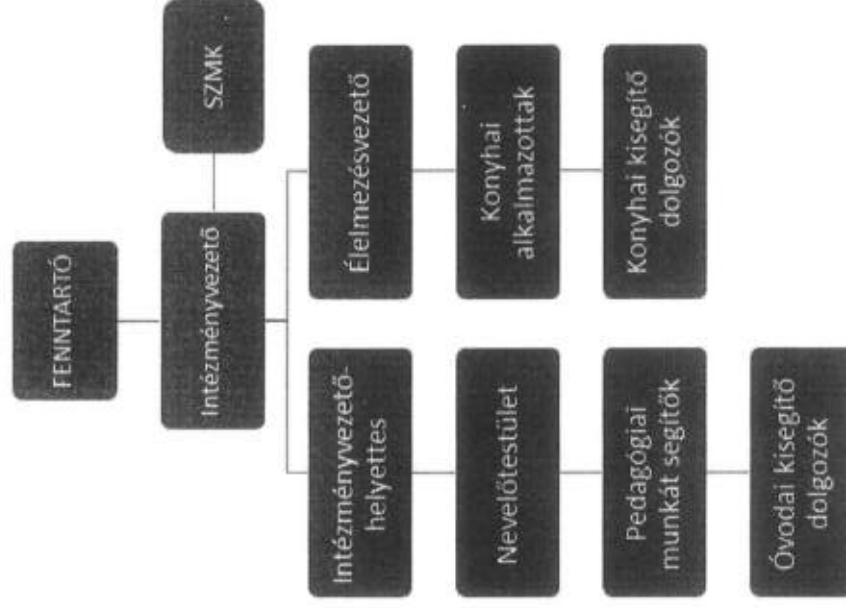 FENNTARTÓ
Intézményvezető
SZMK
Intézményvezető-
helyettes
Nevelőtestület
Pedagógiai
munkát segítők
Óvodai kisegítő
dolgozók
Élelmezésvezető
Konyhai
alkalmazottak
Konyhai kisegítő
dolgozók